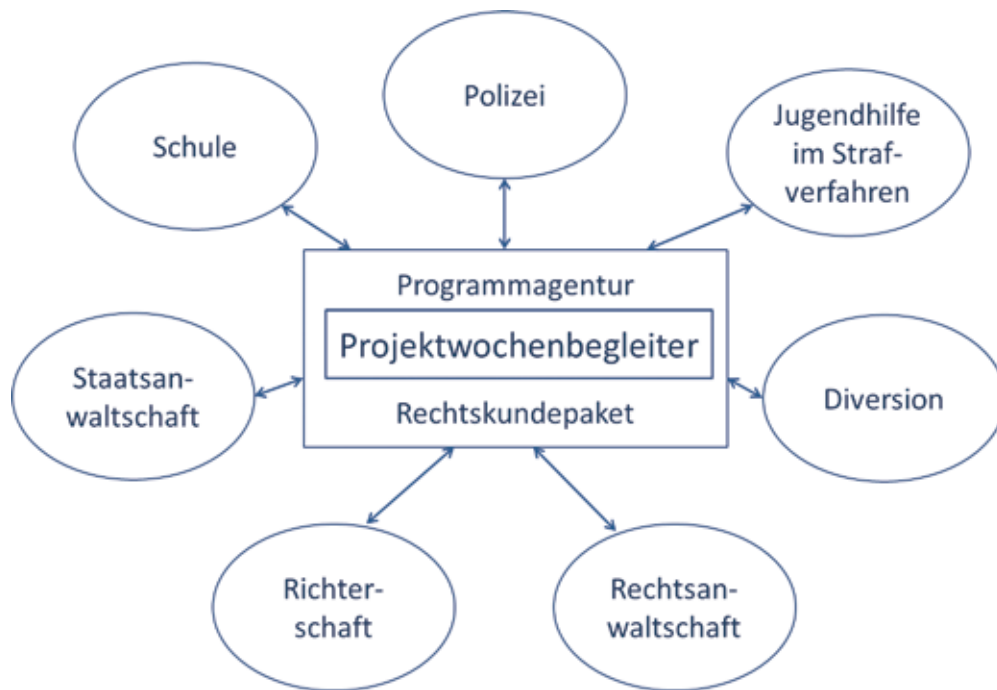 Polizei
Schule
Jugendhilfe
im Straf-
verfahren
Programmagentur
Projektwochenbegleiter
Rechtskundepaket
Staatsan-
waltschaft
Diversion
Richter-
schaft
Rechtsan-
waltschaft